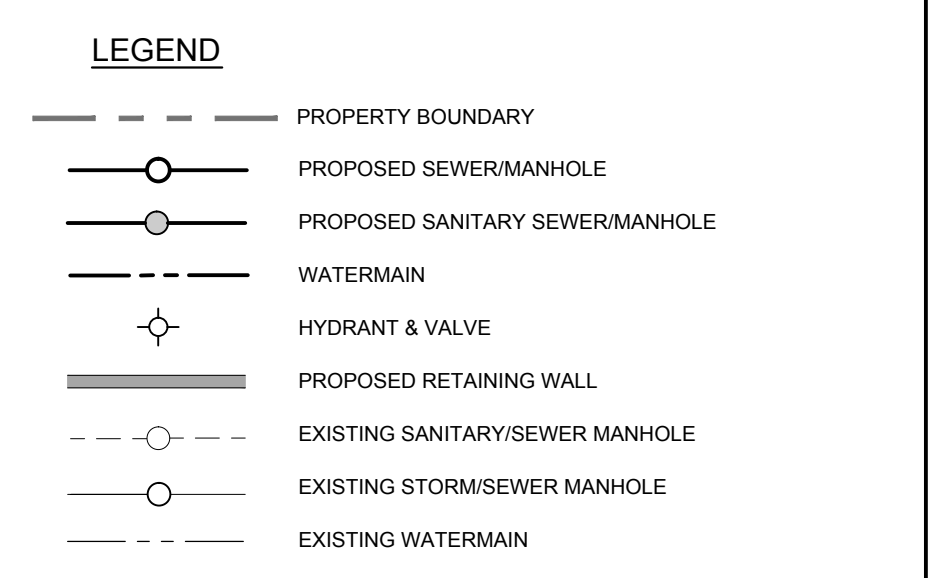 LEGEND
PROPERTY BOUNDARY
PROPOSED SEWER/MANHOLE
PROPOSED SANITARY SEWER/MANHOLE
WATERMAIN
HYDRANT & VALVE
PROPOSED RETAINING WALL
EXISTING SANITARY/SEWER MANHOLE
EXISTING STORM/SEWER MANHOLE
EXISTING WATERMAIN